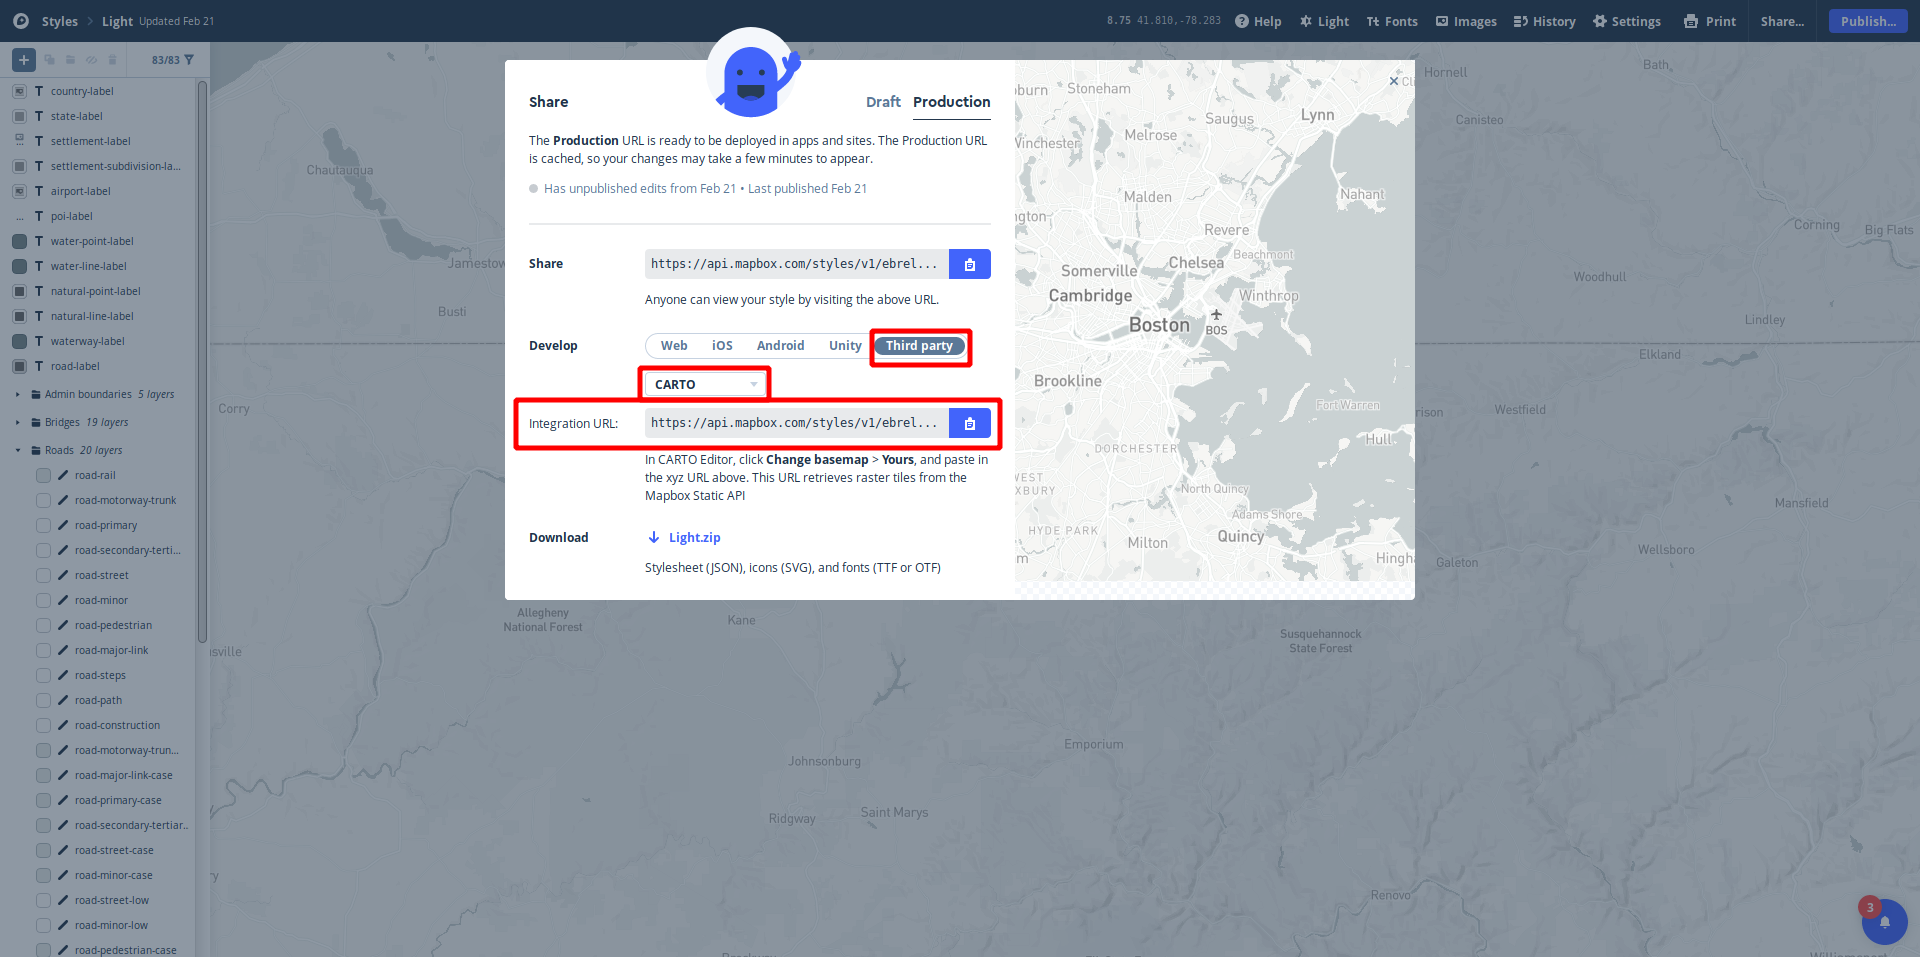 Styles > Light Updated Feb 21
8.75 41.810,-78.283 Help Light Fonts Images History Settings Print Share... Publish...
83/83
country-label
state-label
settlement-label
settlement-subdivision-la...
airport-label
... poi-label
water-point-label
water-line-label
natural-point-label
natural-line-label
waterway-label
road-label
Admin boundaries 5 layers
Bridges 19 layers
Roads 20 layers
road-rail
road-motorway-trunk
road-primary
road-secondary-terti...
road-street
road-minor
road-pedestrian
road-major-link
road-steps
road-path
road-construction
road-motorway-trun...
road-major-link-case
road-primary-case
road-secondary-tertiar..
road-street-case
road-minor-case
road-street-low
road-minor-low
road-pedestrian-case
Share
Draft Production
The Production URL is ready to be deployed in apps and sites. The Production URL
is cached, so your changes may take a few minutes to appear.
Has unpublished edits from Feb 21 • Last published Feb 21
Share
https://api.mapbox.com/styles/v1/ebrel...
Anyone can view your style by visiting the above URL.
Develop
Web iOS Android Unity Third party
CARTO
Integration URL:
https://api.mapbox.com/styles/v1/ebrel...
In CARTO Editor, click Change basemap > Yours, and paste in
the xyz URL above. This URL retrieves raster tiles from the
Mapbox Static API
Download
Light.zip
Stylesheet (JSON), icons (SVG), and fonts (TTF or OTF)
burn
Stoneham
Saugus
Lynn
Melrose
Winchester
Malden
Nahant
ngton
Revere
Beachmont
Chelsea
Somerville
Cambridge
Winthrop
Boston
BOS
Brookline
Fort Warren
Hull
DORCHESTER
WEST
XBURY
North Quincy
Adams Shore
HYDE PARK
Quincy
Milton
Hingh
m
Chautauqua
Jamestow
Busti
Corry
Bath
Hornell
Canisteo
Corning
Big Flats
Woodhull
Lindley
Elkland
rison
Westfield
Mansfield
Wellsboro
Galeton
Allegheny
National Forest
Kane
Susquehannock
State Forest
usville
Emporium
Johnsonburg
Saint Marys
Ridgway
ry
Renovo
3